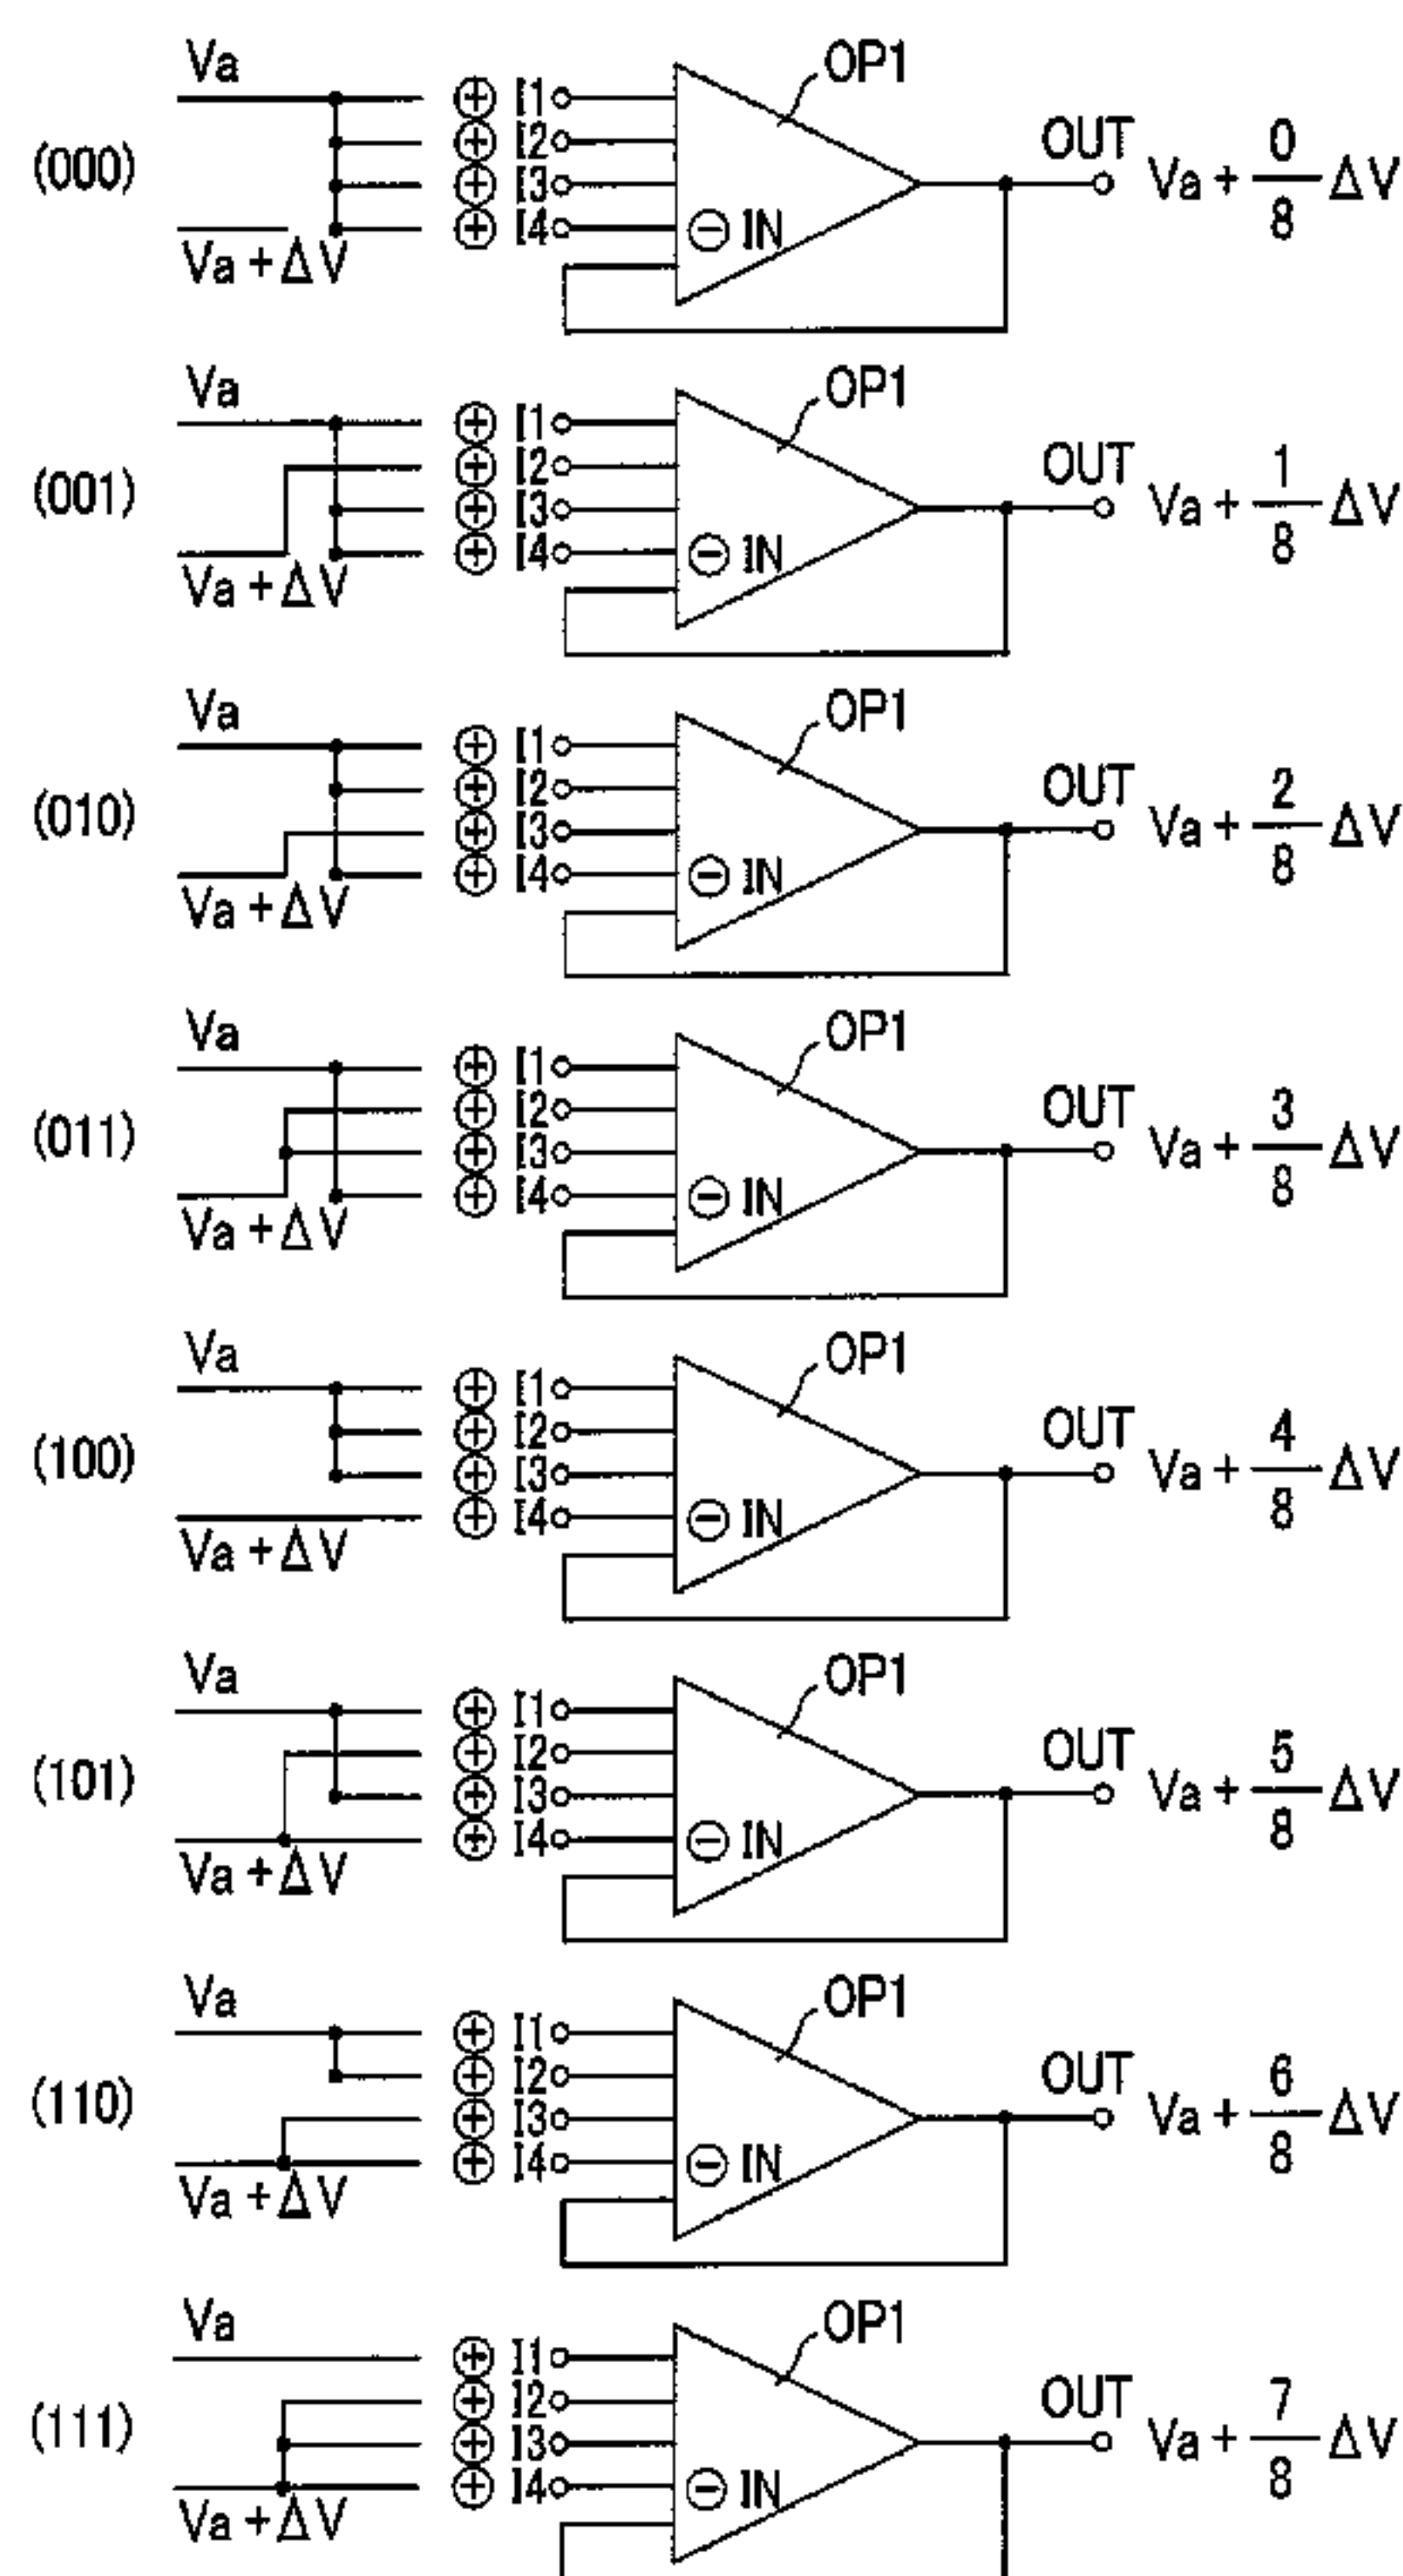 Va
OP1
(000)
⊕ I1
⊕ I2
⊕ I3
⊕ I4
⊖ IN
OUT
Va + 0/8 ΔV
Va + ΔV
Va
OP1
(001)
⊕ I1
⊕ I2
⊕ I3
⊕ I4
⊖ IN
OUT
Va + 1/8 ΔV
Va + ΔV
Va
OP1
(010)
⊕ I1
⊕ I2
⊕ I3
⊕ I4
⊖ IN
OUT
Va + 2/8 ΔV
Va + ΔV
Va
OP1
(011)
⊕ I1
⊕ I2
⊕ I3
⊕ I4
⊖ IN
OUT
Va + 3/8 ΔV
Va + ΔV
Va
OP1
(100)
⊕ I1
⊕ I2
⊕ I3
⊕ I4
⊖ IN
OUT
Va + 4/8 ΔV
Va + ΔV
Va
OP1
(101)
⊕ I1
⊕ I2
⊕ I3
⊕ I4
⊖ IN
OUT
Va + 5/8 ΔV
Va + ΔV
Va
OP1
(110)
⊕ I1
⊕ I2
⊕ I3
⊕ I4
⊖ IN
OUT
Va + 6/8 ΔV
Va + ΔV
Va
OP1
(111)
⊕ I1
⊕ I2
⊕ I3
⊕ I4
⊖ IN
OUT
Va + 7/8 ΔV
Va + ΔV